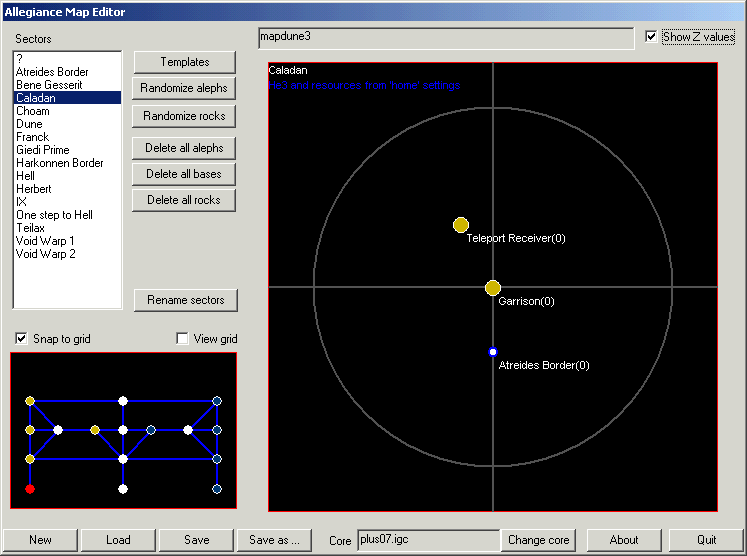 Allegiance Map Editor
Sectors
?
Atreides Border
Bene Gesserit
Caladan
Choam
Dune
Franck
Giedi Prime
Harkonnen Border
Hell
Herbert
IX
One step to Hell
Teilax
Void Warp 1
Void Warp 2
Templates
Randomize alephs
Randomize rocks
Delete all alephs
Delete all bases
Delete all rocks
Rename sectors
Snap to grid
View grid
mapdune3
Show Z values
Caladan
He3 and resources from 'home' settings
Teleport Receiver(0)
Garrison(0)
Atreides Border(0)
New
Load
Save
Save as ...
Core
plus07.igc
Change core
About
Quit